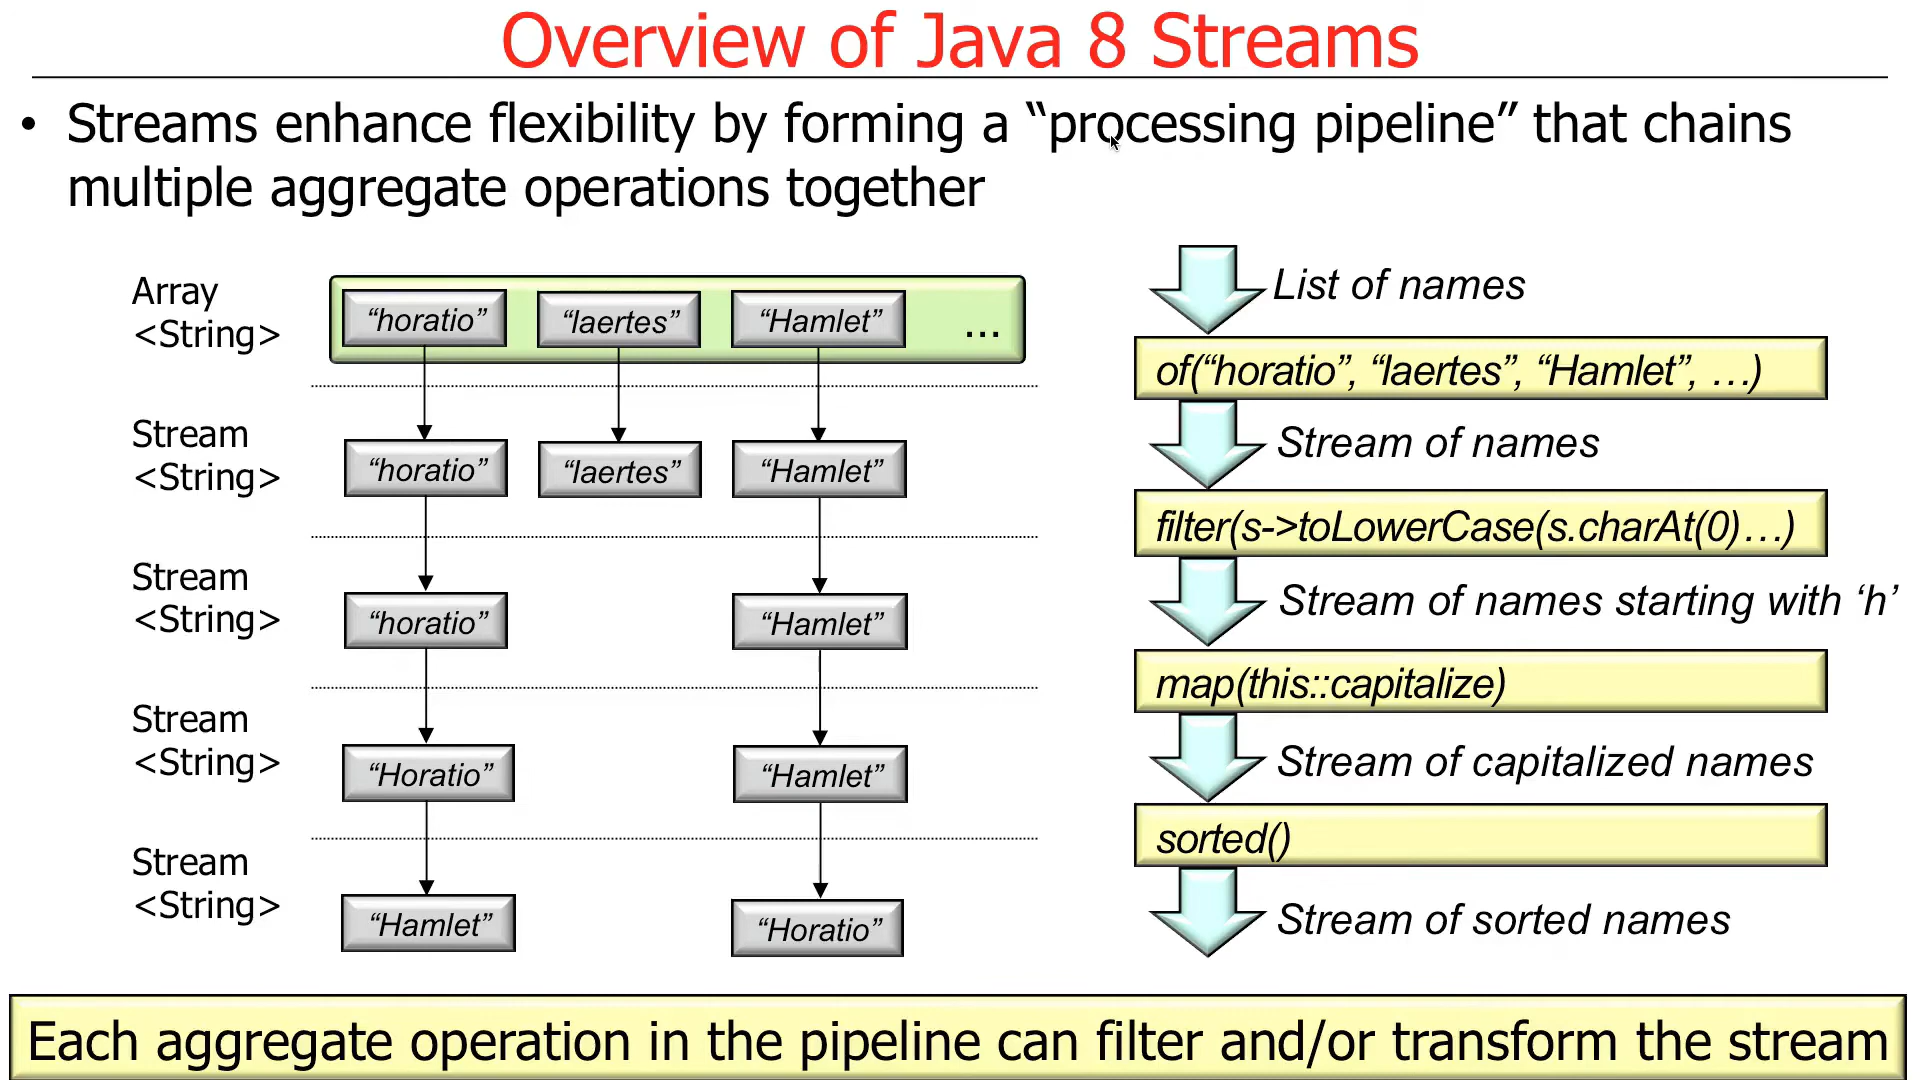 Overview of Java 8 Streams
• Streams enhance flexibility by forming a “processing pipeline” that chains
multiple aggregate operations together
Array
<String>
“horatio” “laertes” “Hamlet” ...
Stream
<String>
“horatio” “laertes” “Hamlet”
Stream
<String>
“horatio” “Hamlet”
Stream
<String>
“Horatio” “Hamlet”
Stream
<String>
“Hamlet” “Horatio”
List of names
of(“horatio”, “laertes”, “Hamlet”, …)
Stream of names
filter(s->toLowerCase(s.charAt(0)…)
Stream of names starting with ‘h’
map(this::capitalize)
Stream of capitalized names
sorted()
Stream of sorted names
Each aggregate operation in the pipeline can filter and/or transform the stream